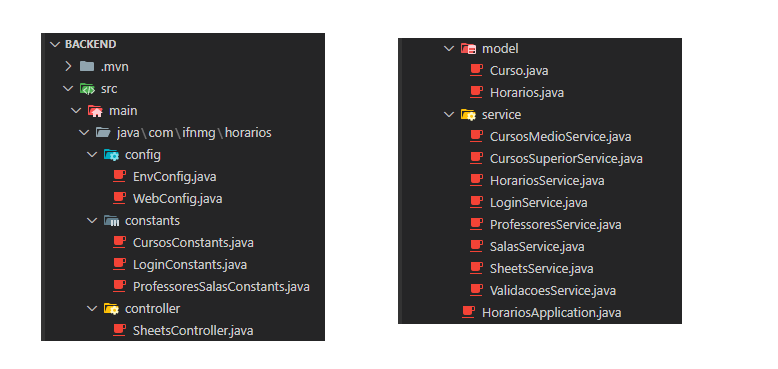 BACKEND
.mvn
src
main
java\com\ifnmg\horarios
config
EnvConfig.java
WebConfig.java
constants
CursosConstants.java
LoginConstants.java
ProfessoresSalasConstants.java
controller
SheetsController.java
model
Curso.java
Horarios.java
service
CursosMedioService.java
CursosSuperiorService.java
HorariosService.java
LoginService.java
ProfessoresService.java
SalasService.java
SheetsService.java
ValidacoesService.java
HorariosApplication.java